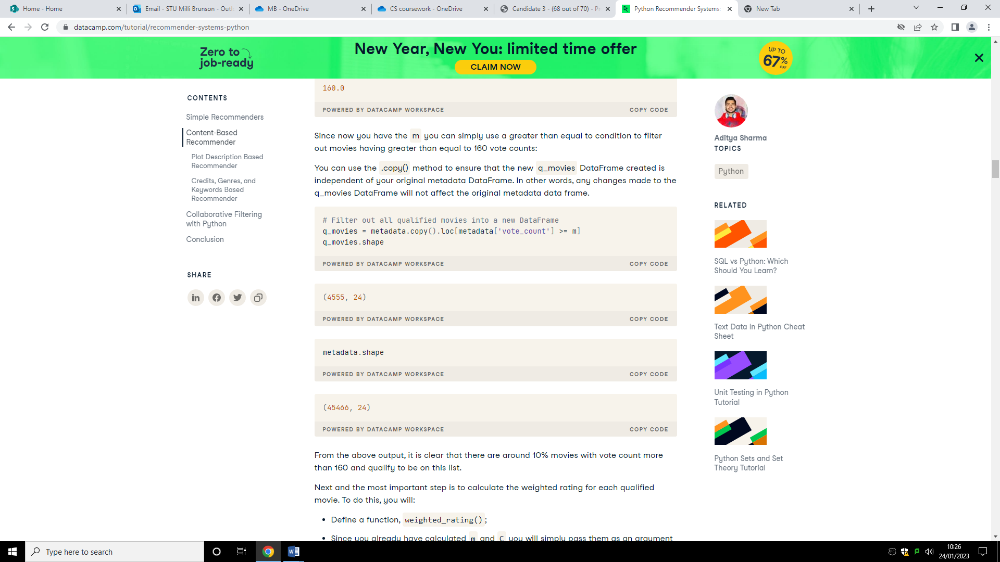 Home - Home
Email - STU Milli Brunson - Outl
MB - OneDrive
CS coursework - OneDrive
Candidate 3 - (68 out of 70) - Pr
Python Recommender Systems:
New Tab
datacamp.com/tutorial/recommender-systems-python
Zero to
job-ready
New Year, New You: limited time offer
CLAIM NOW
UP TO
67%
OFF
CONTENTS
Simple Recommenders
Content-Based
Recommender
Plot Description Based
Recommender
Credits, Genres, and
Keywords Based
Recommender
Collaborative Filtering
with Python
Conclusion
SHARE
160.0
POWERED BY DATACAMP WORKSPACE
COPY CODE
Since now you have the m you can simply use a greater than equal to condition to filter
out movies having greater than equal to 160 vote counts:
You can use the .copy() method to ensure that the new q_movies DataFrame created is
independent of your original metadata DataFrame. In other words, any changes made to the
q_movies DataFrame will not affect the original metadata data frame.
# Filter out all qualified movies into a new DataFrame
q_movies = metadata.copy().loc[metadata['vote_count'] >= m]
q_movies.shape
POWERED BY DATACAMP WORKSPACE
COPY CODE
(4555, 24)
POWERED BY DATACAMP WORKSPACE
COPY CODE
metadata.shape
POWERED BY DATACAMP WORKSPACE
COPY CODE
(45466, 24)
POWERED BY DATACAMP WORKSPACE
COPY CODE
From the above output, it is clear that there are around 10% movies with vote count more
than 160 and qualify to be on this list.
Next and the most important step is to calculate the weighted rating for each qualified
movie. To do this, you will:
• Define a function, weighted_rating();
• Since you already have calculated m and C you will simply pass them as an argument
Aditya Sharma
TOPICS
Python
RELATED
SQL vs Python: Which
Should You Learn?
Text Data In Python Cheat
Sheet
Unit Testing in Python
Tutorial
Python Sets and Set
Theory Tutorial
Type here to search
10:26
24/01/2023